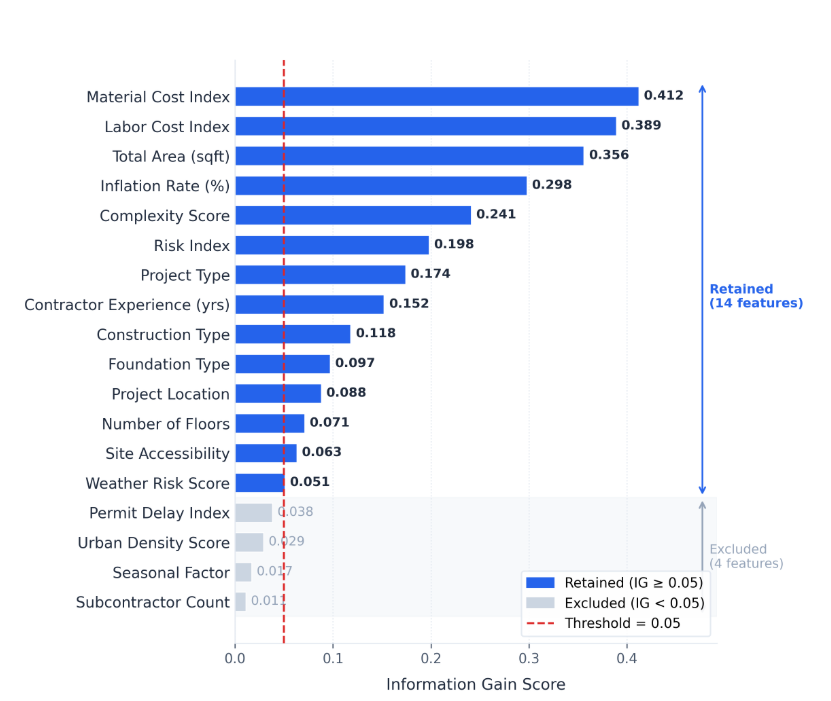 Material Cost Index 0.412
Labor Cost Index 0.389
Total Area (sqft) 0.356
Inflation Rate (%) 0.298
Complexity Score 0.241
Risk Index 0.198
Project Type 0.174
Contractor Experience (yrs) 0.152
Construction Type 0.118
Foundation Type 0.097
Project Location 0.088
Number of Floors 0.071
Site Accessibility 0.063
Weather Risk Score 0.051
Permit Delay Index 0.038
Urban Density Score 0.029
Seasonal Factor 0.017
Subcontractor Count 0.011
Retained
(14 features)
Excluded
(4 features)
Retained (IG ≥ 0.05)
Excluded (IG < 0.05)
Threshold = 0.05
0.0 0.1 0.2 0.3 0.4
Information Gain Score